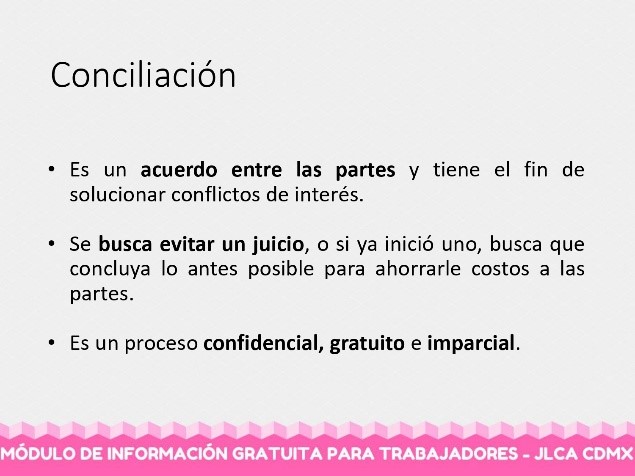 Conciliación
• Es un acuerdo entre las partes y tiene el fin de
solucionar conflictos de interés.
• Se busca evitar un juicio, o si ya inició uno, busca que
concluya lo antes posible para ahorrarle costos a las
partes.
• Es un proceso confidencial, gratuito e imparcial.
MÓDULO DE INFORMACIÓN GRATUITA PARA TRABAJADORES - JLCA CDMX